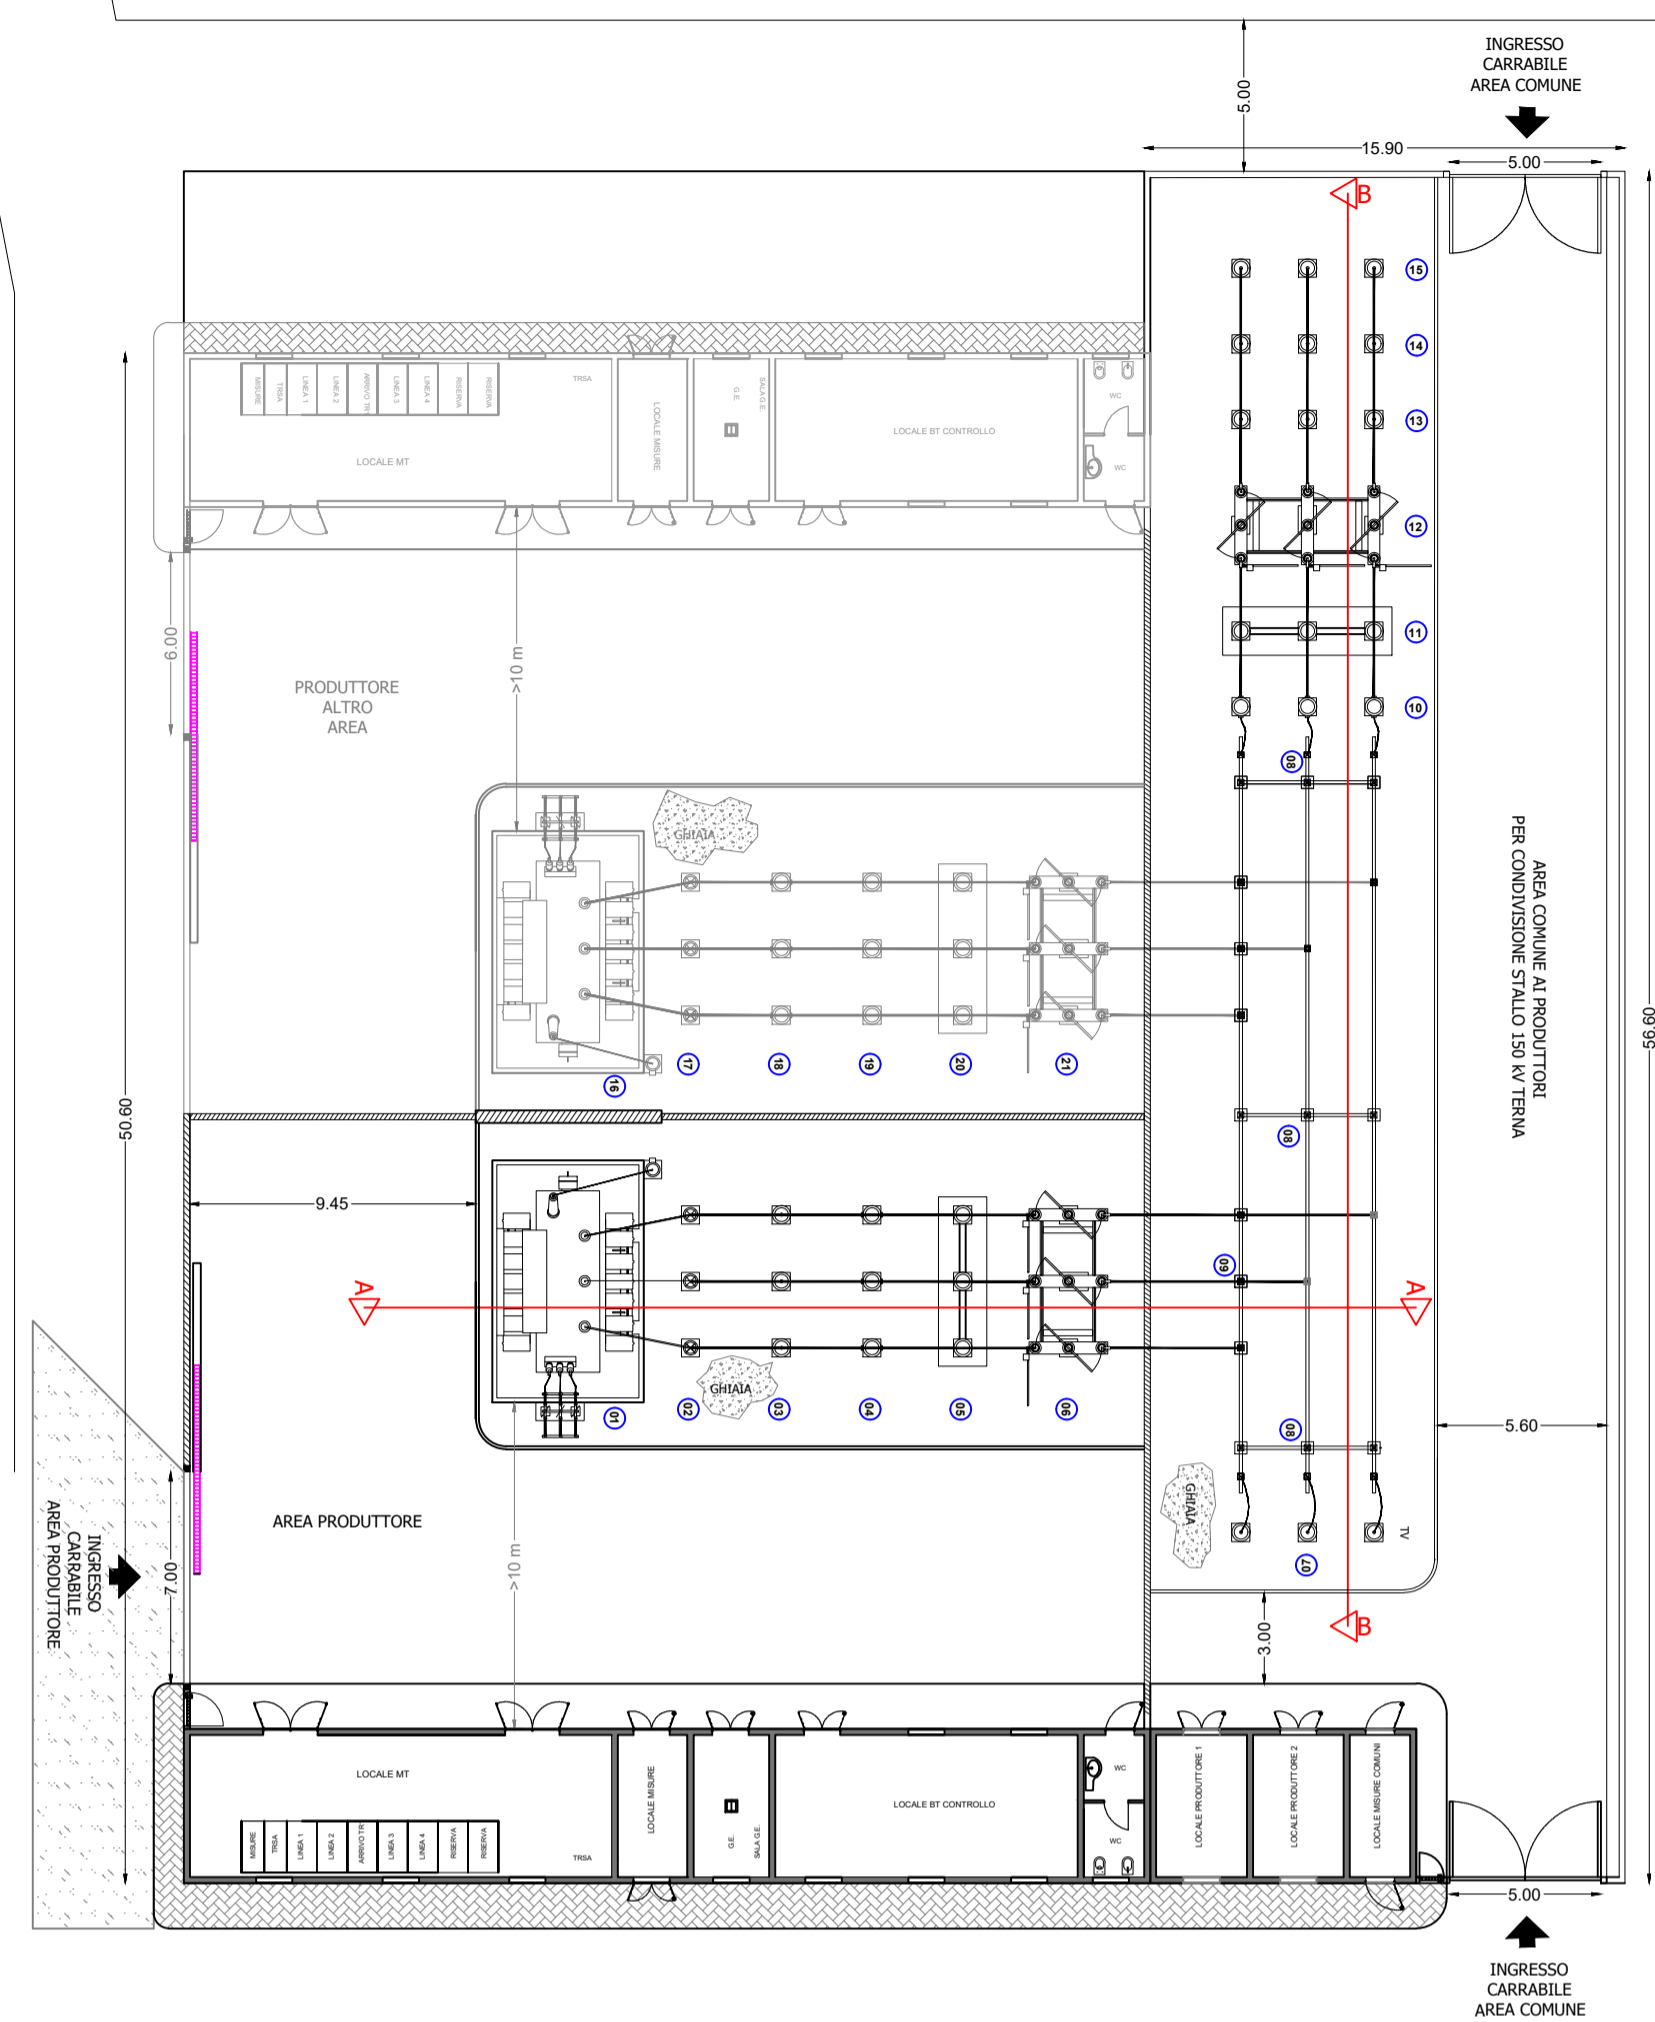 INGRESSO
CARRABILE
AREA COMUNE
5.00
15.90
5.00
B
15
14
13
12
11
10
08
MISURE
TRSA
LINEA 1
LINEA 2
ARRIVO TR1
LINEA 3
LINEA 4
RISERVA
RISERVA
TRSA
LOCALE MT
LOCALE MISURE
G.E.
SALA G.E.
LOCALE BT CONTROLLO
WC
WC
6.00
>10 m
PRODUTTORE
ALTRO
AREA
GHIAIA
AREA COMUNE AI PRODUTTORI
PER CONDIVISIONE STALLO 150 kV TERNA
59.60
50.60
16
17
18
19
20
21
08
9.45
09
A
A
GHIAIA
01
02
03
04
05
06
08
5.60
GHIAIA
TV
07
AREA PRODUTTORE
7.00
>10 m
INGRESSO
CARRABILE
AREA PRODUTTORE
B
3.00
LOCALE MT
MISURE
TRSA
LINEA 1
LINEA 2
ARRIVO TR1
LINEA 3
LINEA 4
RISERVA
RISERVA
TRSA
LOCALE MISURE
G.E.
SALA G.E.
LOCALE BT CONTROLLO
WC
WC
LOCALE PRODUTTORE 1
LOCALE PRODUTTORE 2
LOCALE MISURE COMUNI
5.00
INGRESSO
CARRABILE
AREA COMUNE